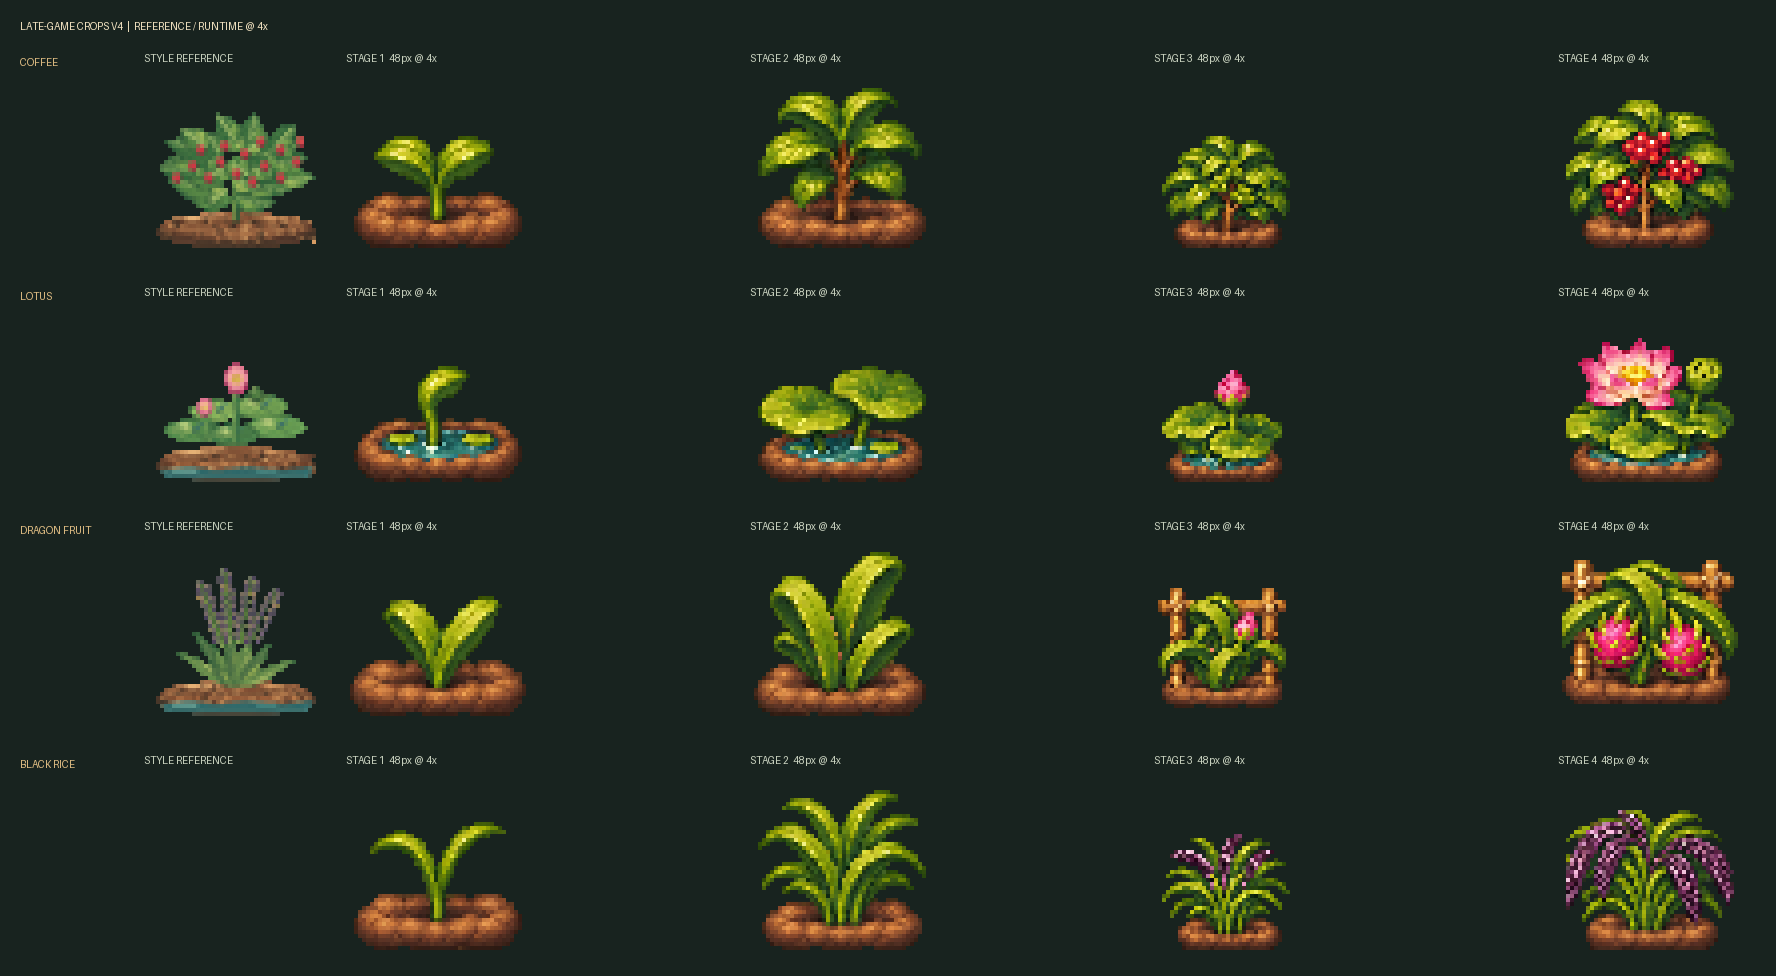 LATE-GAME CROPS V4 | REFERENCE / RUNTIME @ 4x
COFFEE
STYLE REFERENCE
STAGE 1 48px @ 4x
STAGE 2 48px @ 4x
STAGE 3 48px @ 4x
STAGE 4 48px @ 4x
LOTUS
STYLE REFERENCE
STAGE 1 48px @ 4x
STAGE 2 48px @ 4x
STAGE 3 48px @ 4x
STAGE 4 48px @ 4x
DRAGON FRUIT
STYLE REFERENCE
STAGE 1 48px @ 4x
STAGE 2 48px @ 4x
STAGE 3 48px @ 4x
STAGE 4 48px @ 4x
BLACK RICE
STYLE REFERENCE
STAGE 1 48px @ 4x
STAGE 2 48px @ 4x
STAGE 3 48px @ 4x
STAGE 4 48px @ 4x